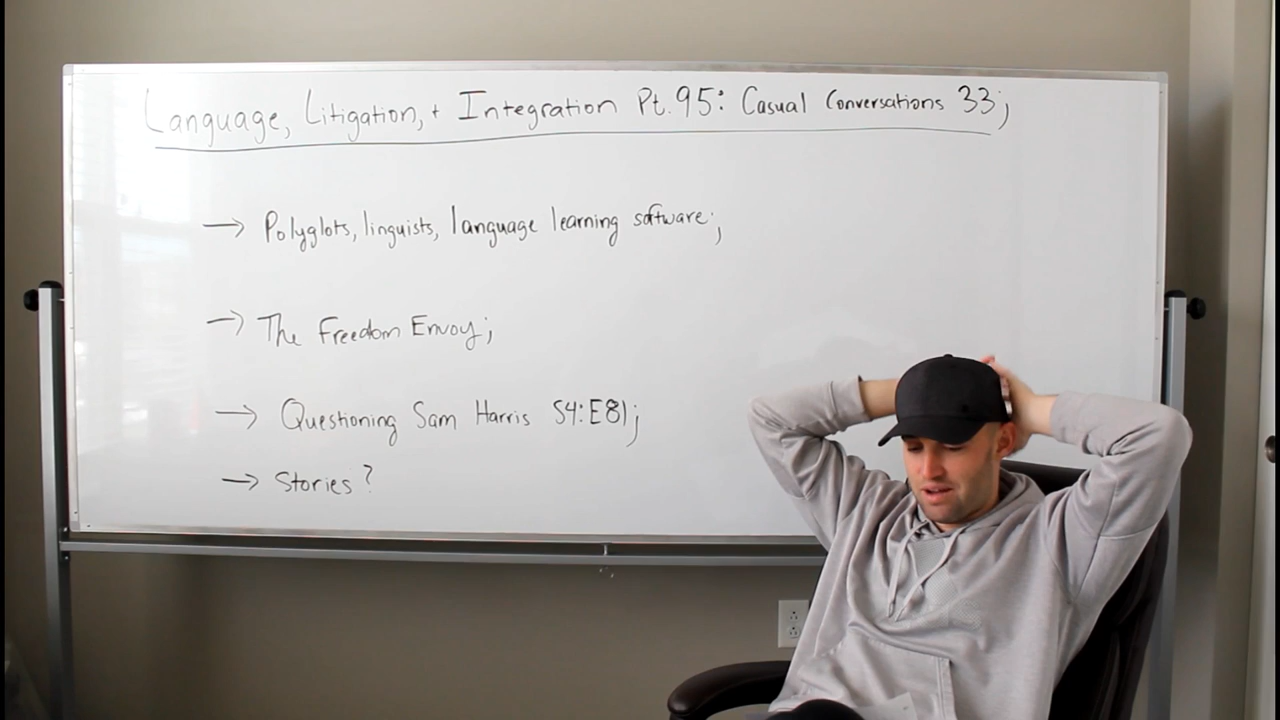 Language, Litigation, + Integration Pt. 95: Casual Conversations 33;
→ Polyglots, linguists, language learning software;
→ The Freedom Envoy;
→ Questioning Sam Harris S4:E81;
→ Stories?